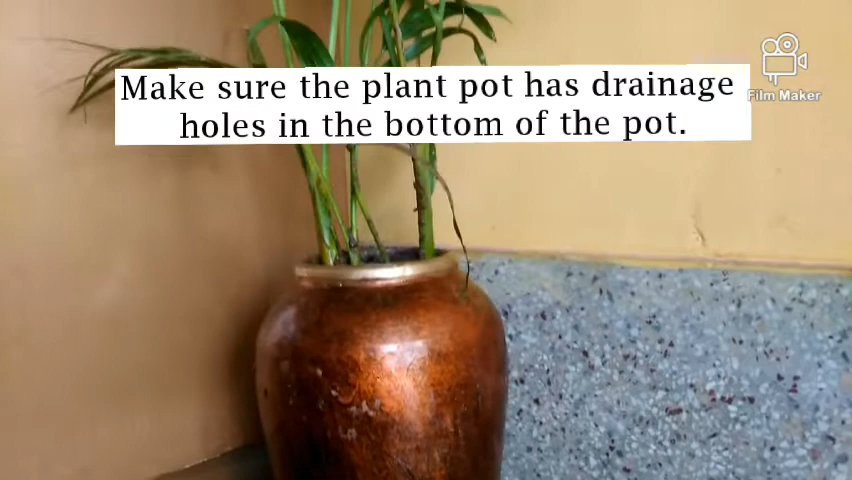 Make sure the plant pot has drainage
holes in the bottom of the pot.
Film Maker